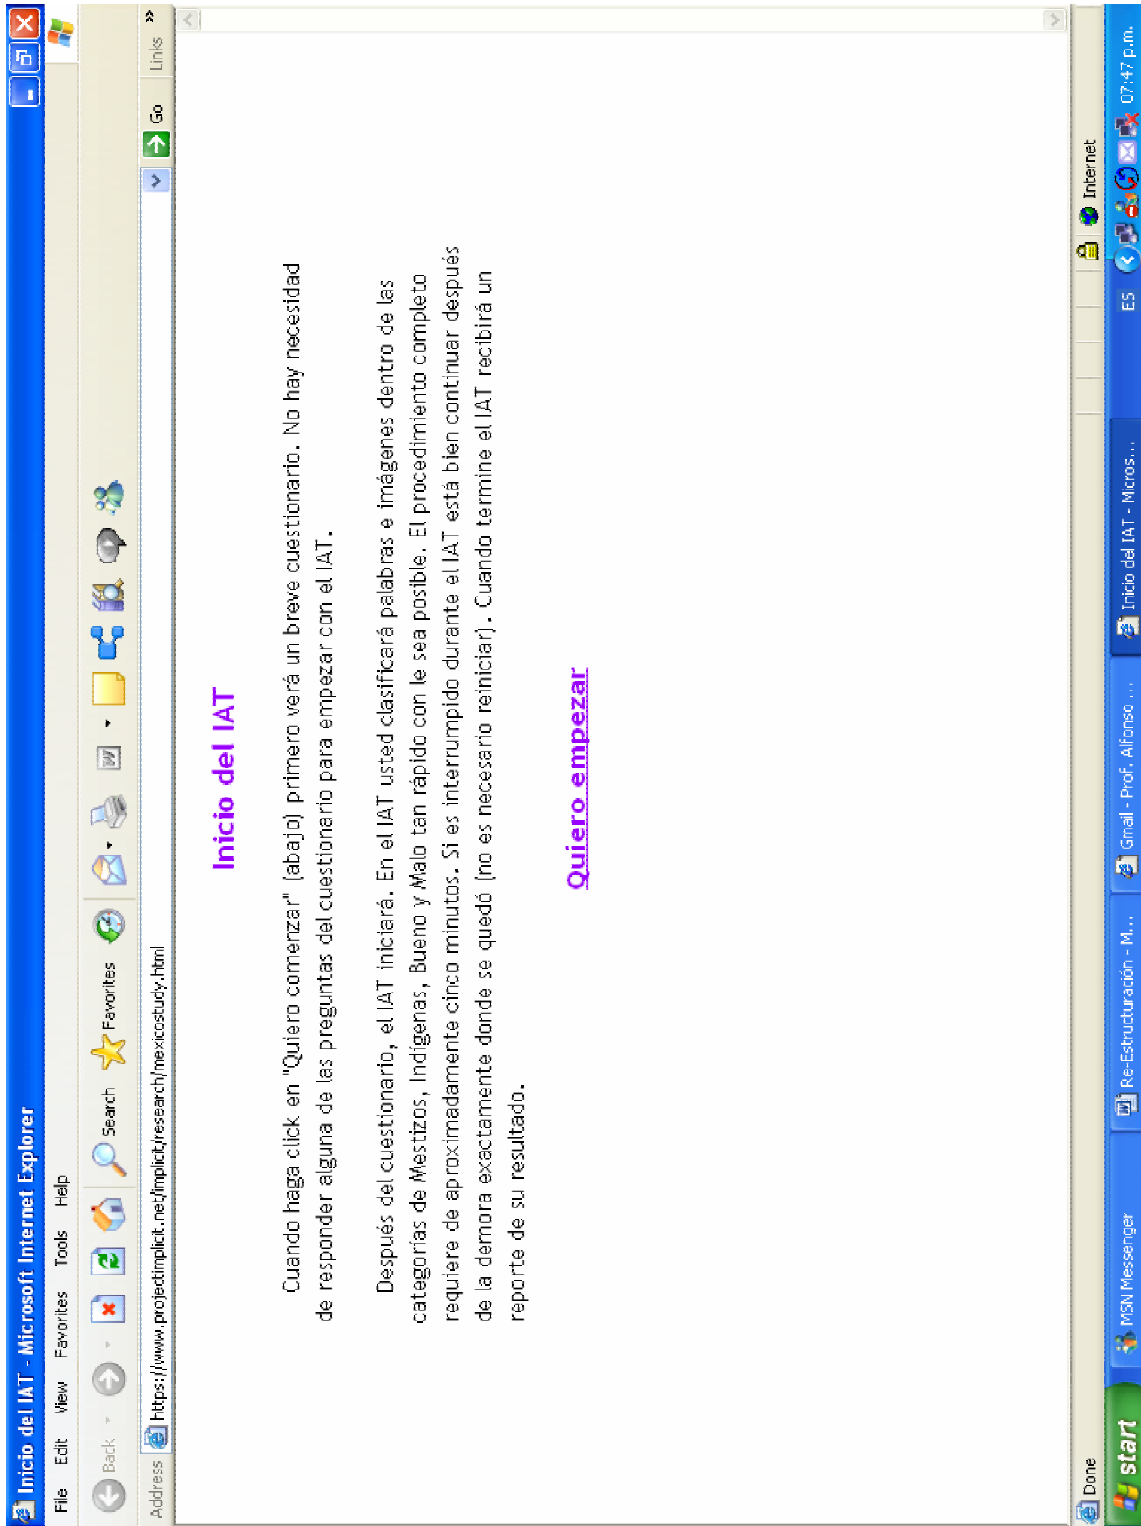 Inicio del IAT - Microsoft Internet Explorer
File Edit View Favorites Tools Help
Back Search Favorites
Address https://www.projectimplicit.net/implicit/research/mexicostudy.html Go Links »
Inicio del IAT
Cuando haga click en "Quiero comenzar" (abajo) primero verá un breve cuestionario. No hay necesidad
de responder alguna de las preguntas del cuestionario para empezar con el IAT.
Después del cuestionario, el IAT iniciará. En el IAT usted clasificará palabras e imágenes dentro de las
categorías de Mestizos, Indígenas, Bueno y Malo tan rápido con le sea posible. El procedimiento completo
requiere de aproximadamente cinco minutos. Si es interrumpido durante el IAT está bien continuar después
de la demora exactamente donde se quedó (no es necesario reiniciar). Cuando termine el IAT recibirá un
reporte de su resultado.
Quiero empezar
Done Internet
start MSN Messenger Re-Estructuración - M... Gmail - Prof. Alfonso ... Inicio del IAT - Micros... ES 07:47 p.m.